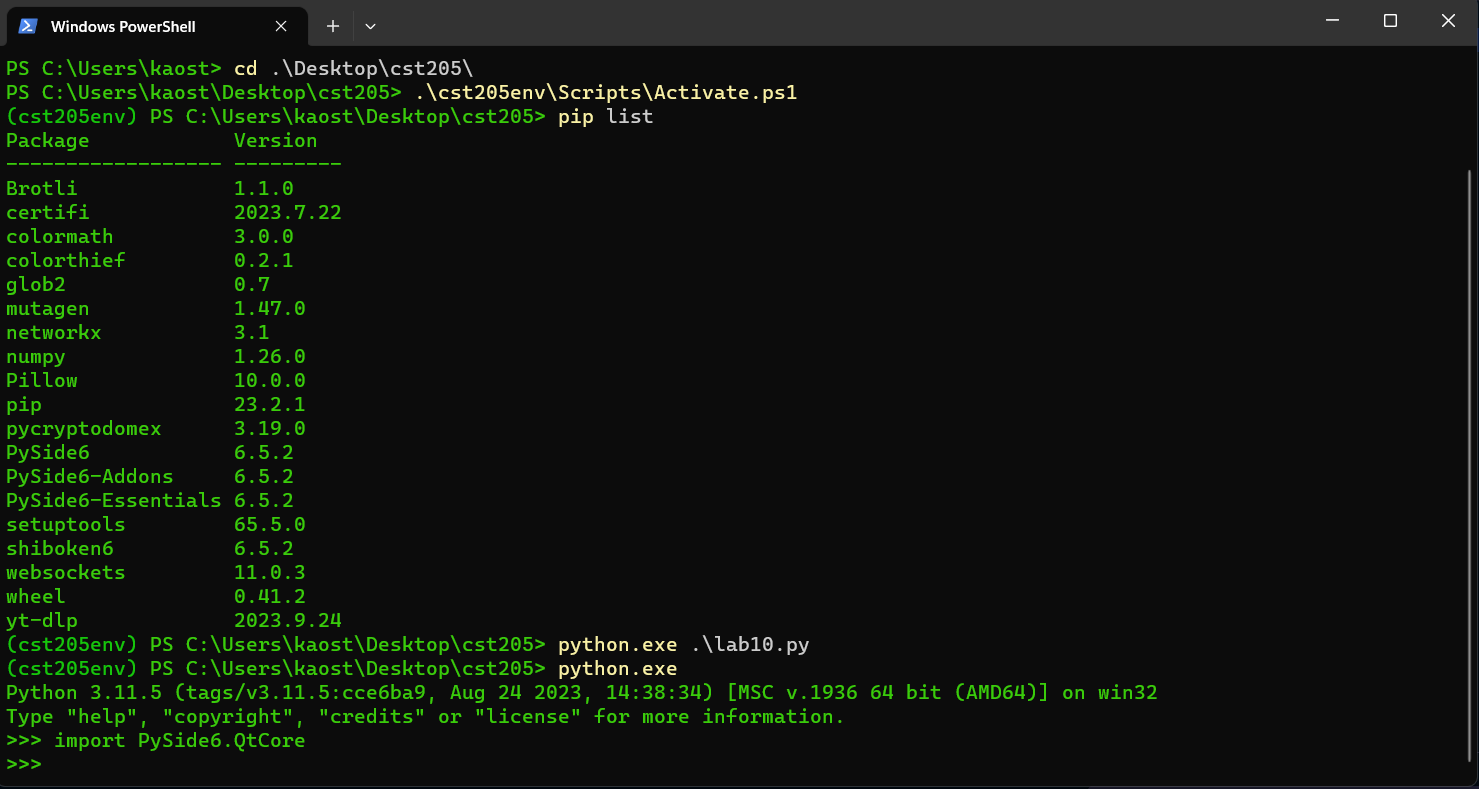 Windows PowerShell
PS C:\Users\kaost> cd .\Desktop\cst205\
PS C:\Users\kaost\Desktop\cst205> .\cst205env\Scripts\Activate.ps1
(cst205env) PS C:\Users\kaost\Desktop\cst205> pip list
Package            Version
------------------ ---------
Brotli             1.1.0
certifi            2023.7.22
colormath          3.0.0
colorthief         0.2.1
glob2              0.7
mutagen            1.47.0
networkx           3.1
numpy              1.26.0
Pillow             10.0.0
pip                23.2.1
pycryptodomex      3.19.0
PySide6            6.5.2
PySide6-Addons     6.5.2
PySide6-Essentials 6.5.2
setuptools         65.5.0
shiboken6          6.5.2
websockets         11.0.3
wheel              0.41.2
yt-dlp             2023.9.24
(cst205env) PS C:\Users\kaost\Desktop\cst205> python.exe .\lab10.py
(cst205env) PS C:\Users\kaost\Desktop\cst205> python.exe
Python 3.11.5 (tags/v3.11.5:cce6ba9, Aug 24 2023, 14:38:34) [MSC v.1936 64 bit (AMD64)] on win32
Type "help", "copyright", "credits" or "license" for more information.
>>> import PySide6.QtCore
>>>